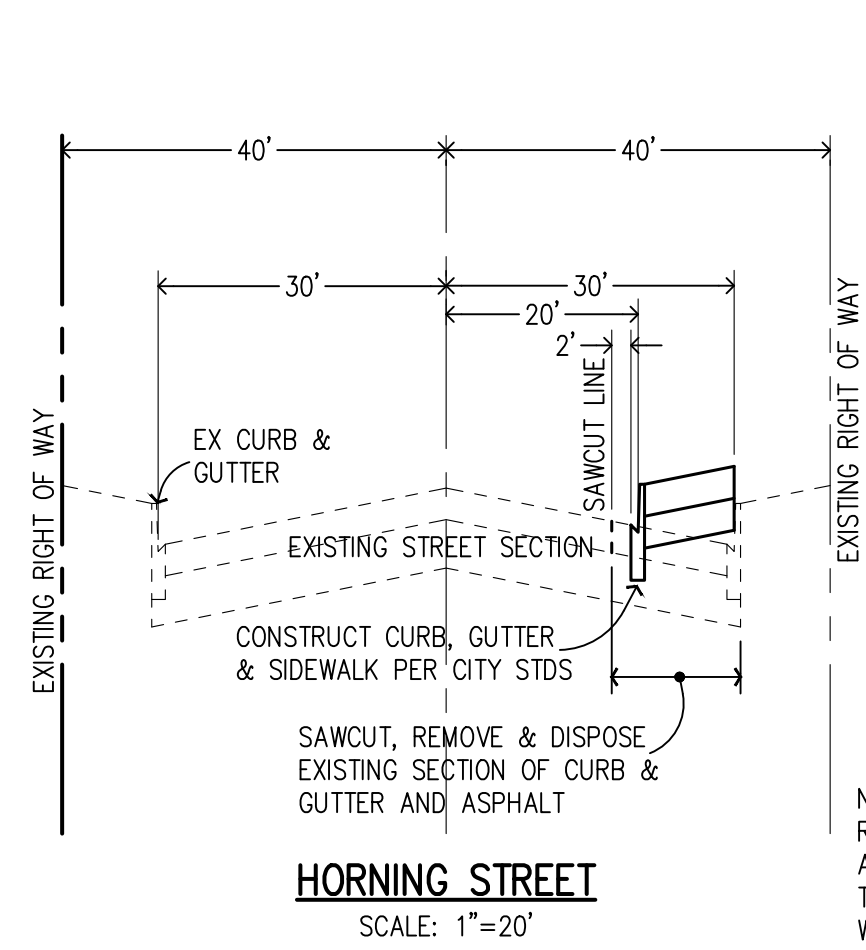 40’
40’
30’
30’
20’
2’
SAWCUT LINE
EXISTING RIGHT OF WAY
EXISTING RIGHT OF WAY
EX CURB &
GUTTER
EXISTING STREET SECTION
CONSTRUCT CURB, GUTTER
& SIDEWALK PER CITY STDS
SAWCUT, REMOVE & DISPOSE
EXISTING SECTION OF CURB &
GUTTER AND ASPHALT
HORNING STREET
SCALE: 1”=20’